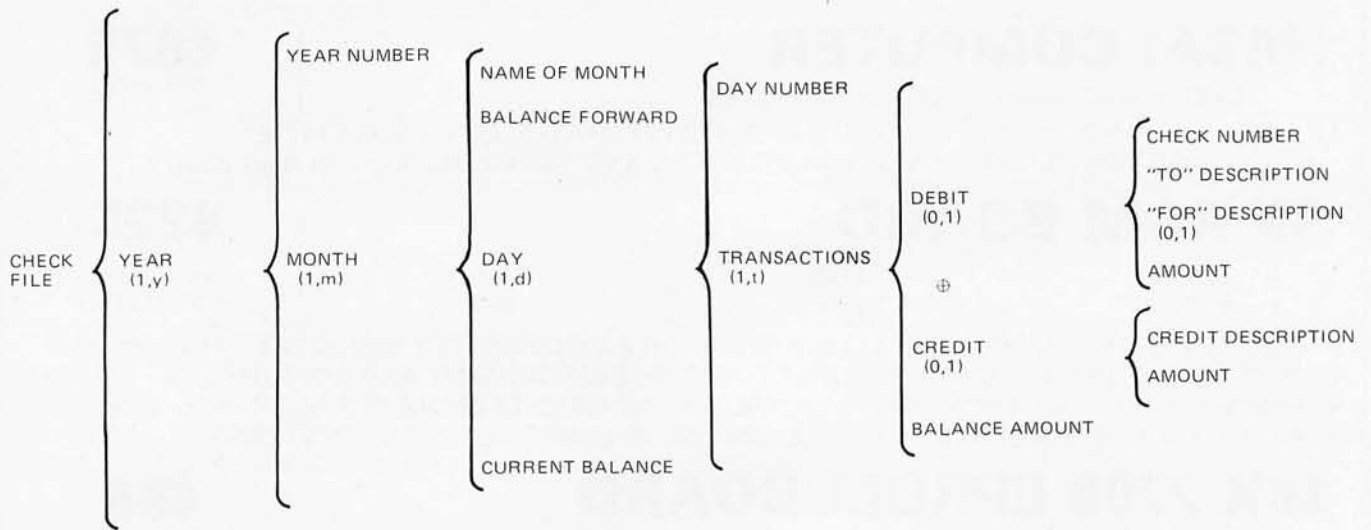 CHECK
FILE
YEAR
(1,y)
YEAR NUMBER
MONTH
(1,m)
NAME OF MONTH
BALANCE FORWARD
DAY
(1,d)
CURRENT BALANCE
DAY NUMBER
TRANSACTIONS
(1,t)
DEBIT
(0,1)
⊕
CREDIT
(0,1)
BALANCE AMOUNT
CHECK NUMBER
"TO" DESCRIPTION
"FOR" DESCRIPTION
(0,1)
AMOUNT
CREDIT DESCRIPTION
AMOUNT